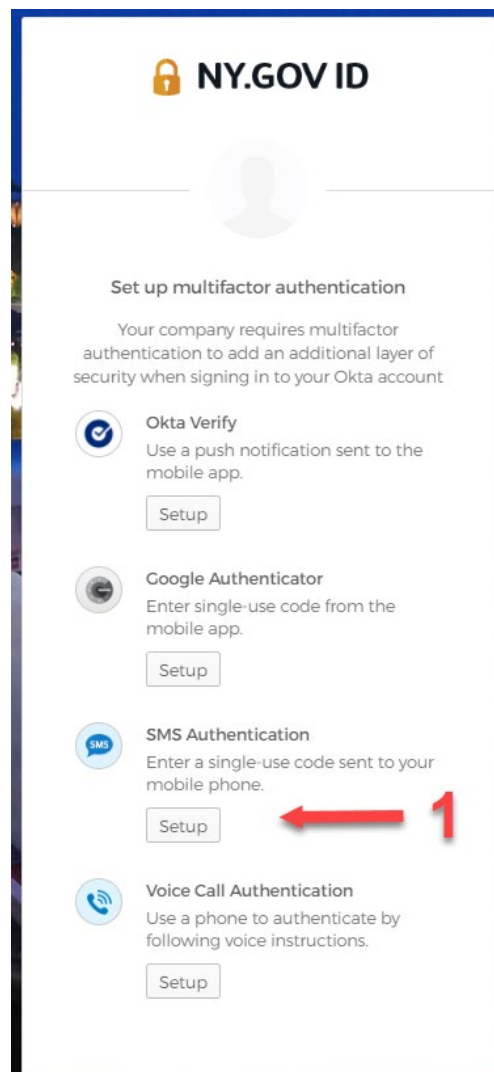 NY.GOV ID
Set up multifactor authentication
Your company requires multifactor
authentication to add an additional layer of
security when signing in to your Okta account
Okta Verify
Use a push notification sent to the
mobile app.
Setup
Google Authenticator
Enter single-use code from the
mobile app.
Setup
SMS
SMS Authentication
Enter a single-use code sent to your
mobile phone.
Setup
1
Voice Call Authentication
Use a phone to authenticate by
following voice instructions.
Setup